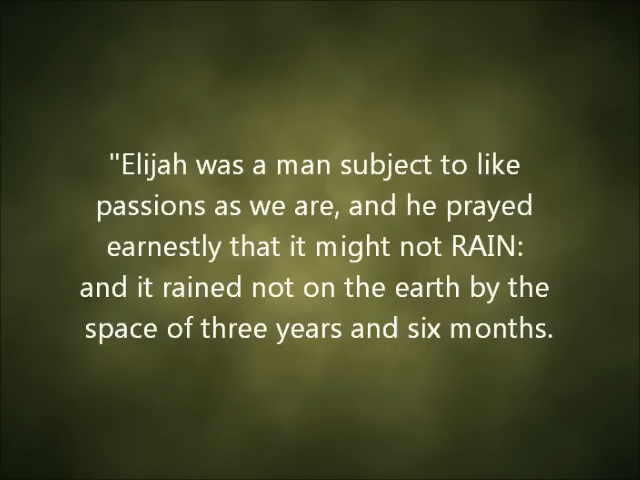 "Elijah was a man subject to like
passions as we are, and he prayed
earnestly that it might not RAIN:
and it rained not on the earth by the
space of three years and six months.